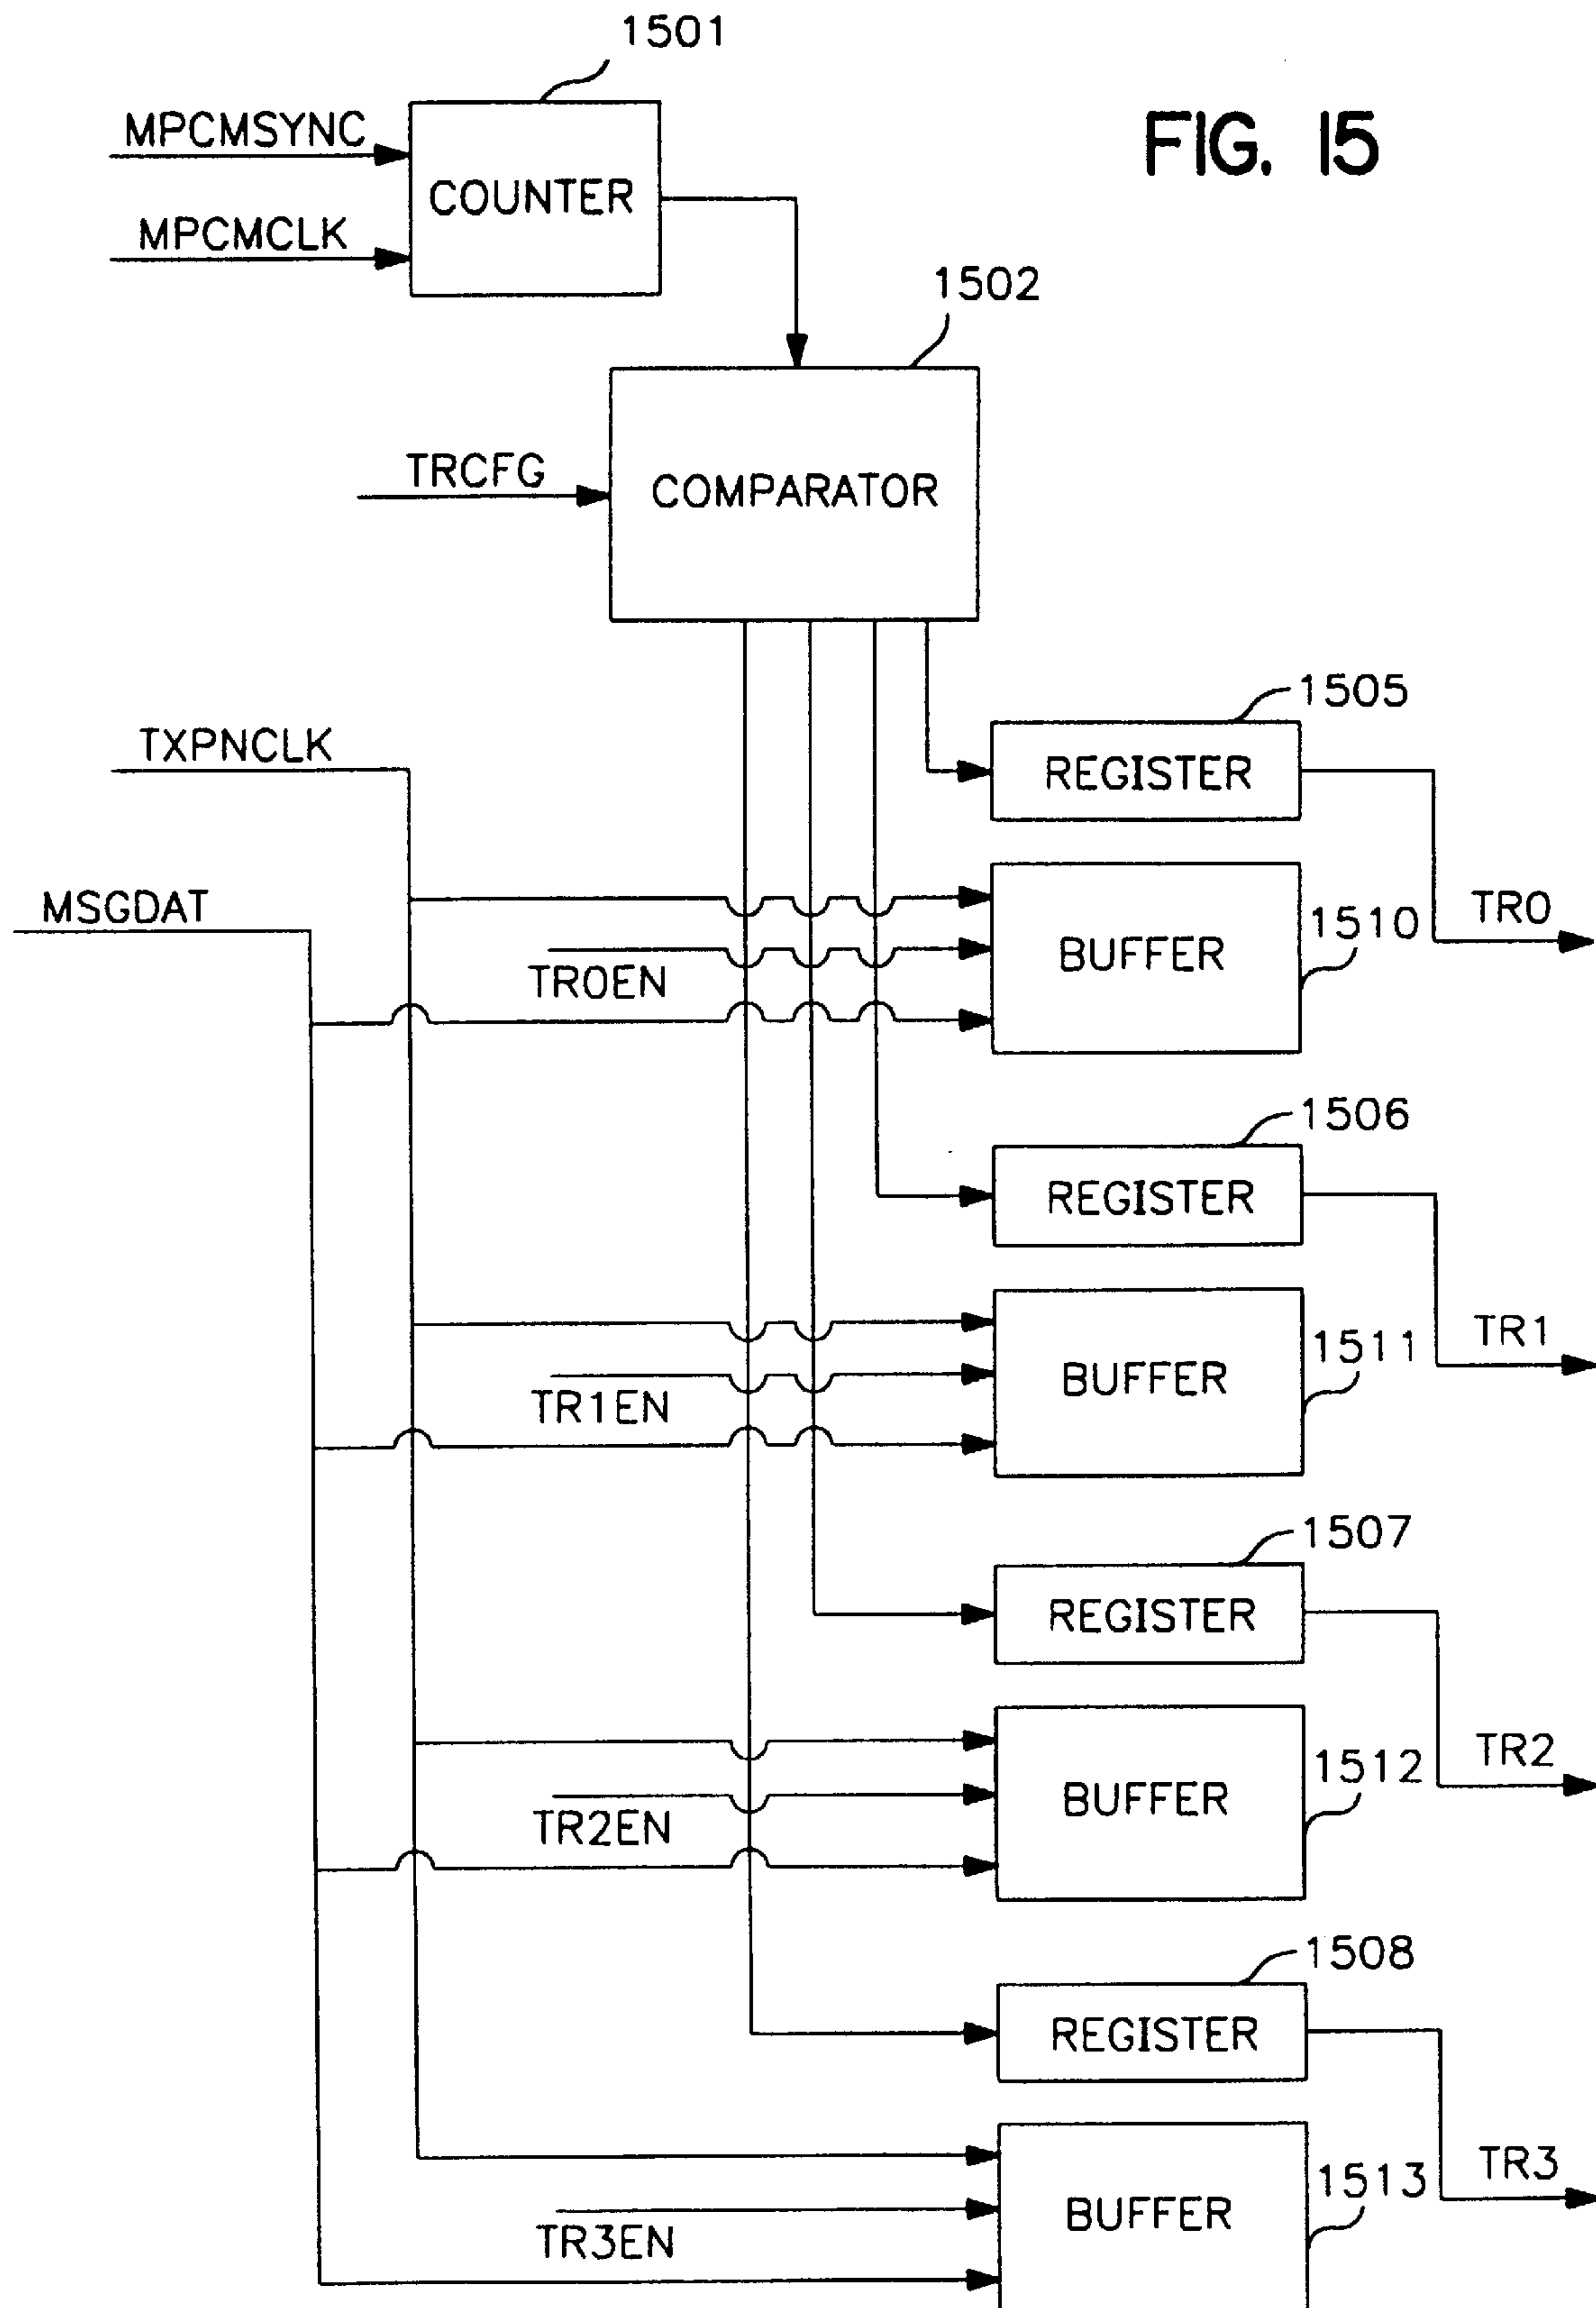 1501
FIG. 15
MPCMSYNC
COUNTER
MPCMCLK
1502
TRCFG
COMPARATOR
1505
TXPNCLK
REGISTER
MSGDAT
1510
TR0
BUFFER
TR0EN
1506
REGISTER
1511
TR1
BUFFER
TR1EN
1507
REGISTER
1512
TR2
BUFFER
TR2EN
1508
REGISTER
1513
TR3
BUFFER
TR3EN